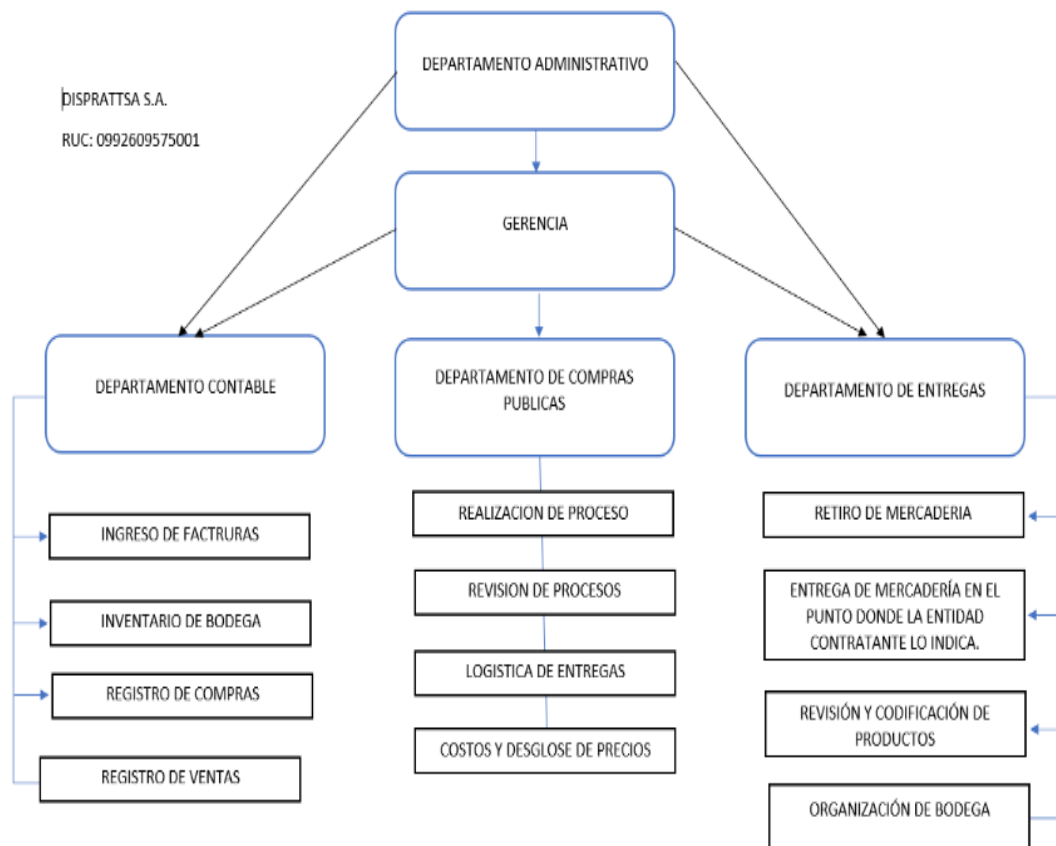 DEPARTAMENTO ADMINISTRATIVO
DISPRATTSA S.A.
RUC: 0992609575001
GERENCIA
DEPARTAMENTO CONTABLE
DEPARTAMENTO DE COMPRAS
PUBLICAS
DEPARTAMENTO DE ENTREGAS
INGRESO DE FACTRURAS
INVENTARIO DE BODEGA
REGISTRO DE COMPRAS
REGISTRO DE VENTAS
REALIZACION DE PROCESO
REVISION DE PROCESOS
LOGISTICA DE ENTREGAS
COSTOS Y DESGLOSE DE PRECIOS
RETIRO DE MERCADERIA
ENTREGA DE MERCADERÍA EN EL
PUNTO DONDE LA ENTIDAD
CONTRATANTE LO INDICA.
REVISIÓN Y CODIFICACIÓN DE
PRODUCTOS
ORGANIZACIÓN DE BODEGA